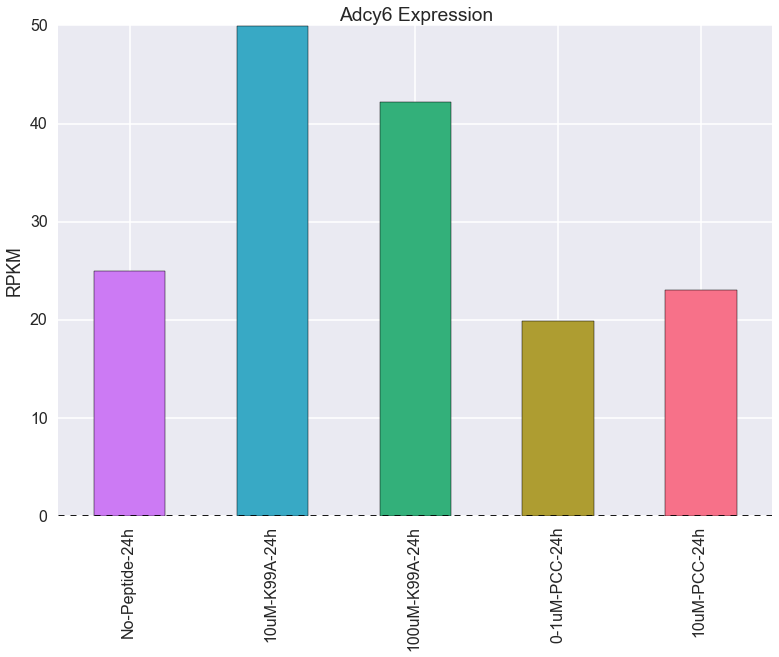 Adcy6 Expression
RPKM
50
40
30
20
10
0
No-Peptide-24h
10uM-K99A-24h
100uM-K99A-24h
0-1uM-PCC-24h
10uM-PCC-24h